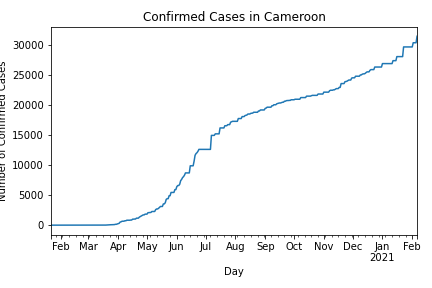 Confirmed Cases in Cameroon
Number of Confirmed Cases
30000
25000
20000
15000
10000
5000
0
Feb Mar Apr May Jun Jul Aug Sep Oct Nov Dec Jan Feb
2021
Day